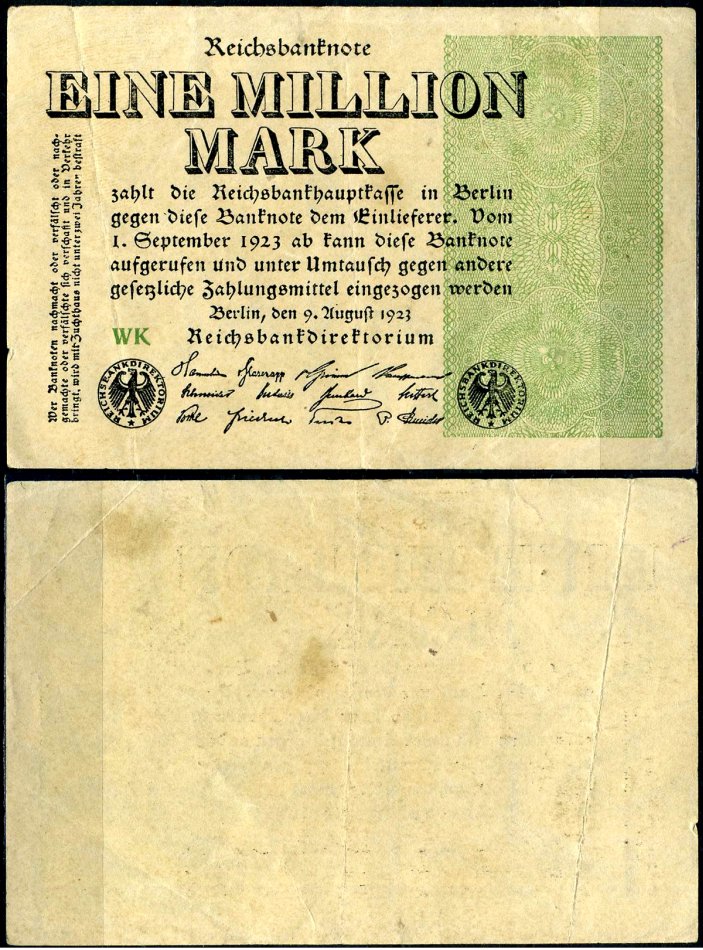 Reichsbanknote
EINE MILLION
MARK
zahlt die Reichsbankhauptkasse in Berlin
gegen diese Banknote dem Einlieferer. Vom
1. September 1923 ab kann diese Banknote
aufgerufen und unter Umtausch gegen andere
gesetzliche Zahlungsmittel eingezogen werden
Berlin, den 9. August 1923
WK Reichsbankdirektorium
REICHSBANKDIREKTORIUM
REICHSBANKDIREKTORIUM
Wer Banknoten nachmacht oder verfälscht oder nach-
gemachte oder verfälschte sich verschafft und in Verkehr
bringt, wird mit Zuchthaus nicht unter zwei Jahren bestraft